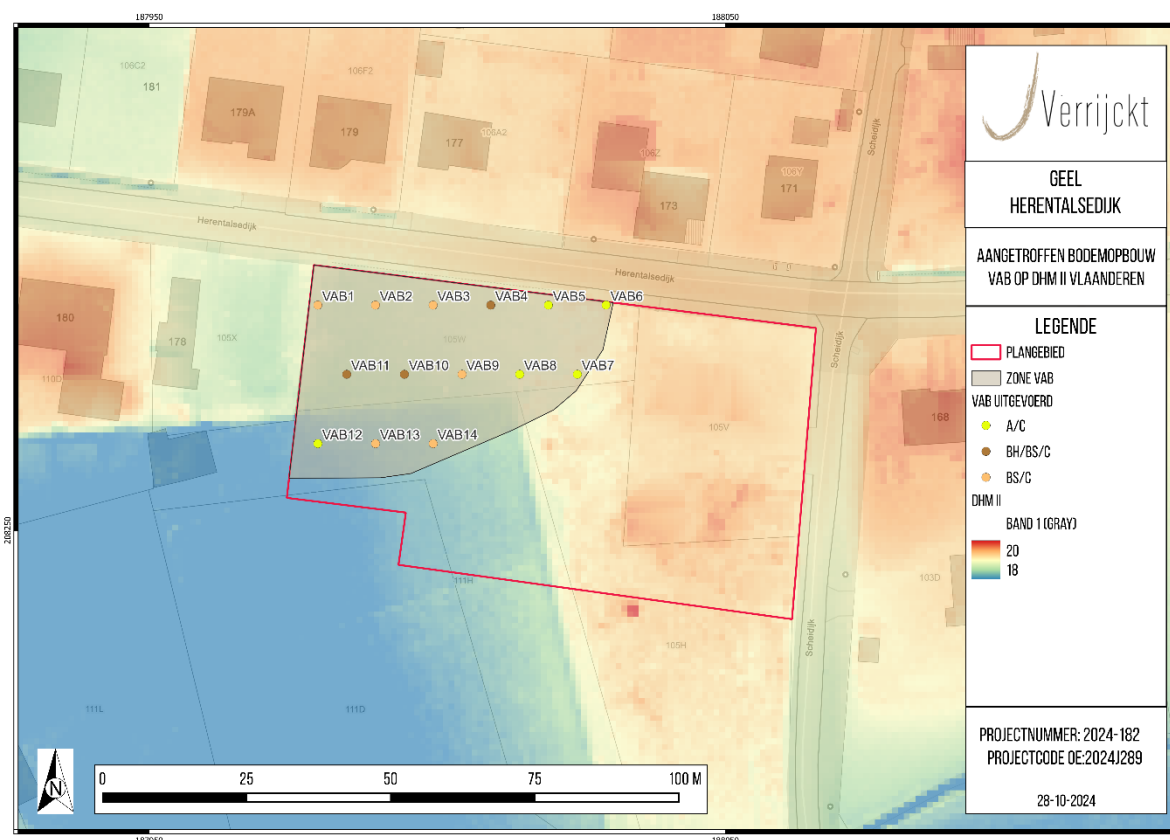 187950
188050
106C2
181
106F2
179A
179
177
106A2
106Z
173
106Y
171
Scheidijk
Herentalsedijk
Herentalsedijk
VAB1
VAB2
VAB3
VAB4
VAB5
VAB6
180
178
105X
105W
110D
VAB11
VAB10
VAB9
VAB8
VAB7
VAB12
VAB13
VAB14
105V
Scheidijk
168
208250
111H
103D
105H
Scheidijk
111L
111D
0 25 50 75 100 M
N
187950
188050
Verrijckt
GEEL
HERENTALSEDIJK
AANGETROFFEN BODEMOPBOUW
VAB OP DHM II VLAANDEREN
LEGENDE
PLANGEBIED
ZONE VAB
VAB UITGEVOERD
A/C
BH/BS/C
BS/C
DHM II
BAND 1 (GRAY)
20
18
PROJECTNUMMER: 2024-182
PROJECTCODE OE:2024J289
28-10-2024